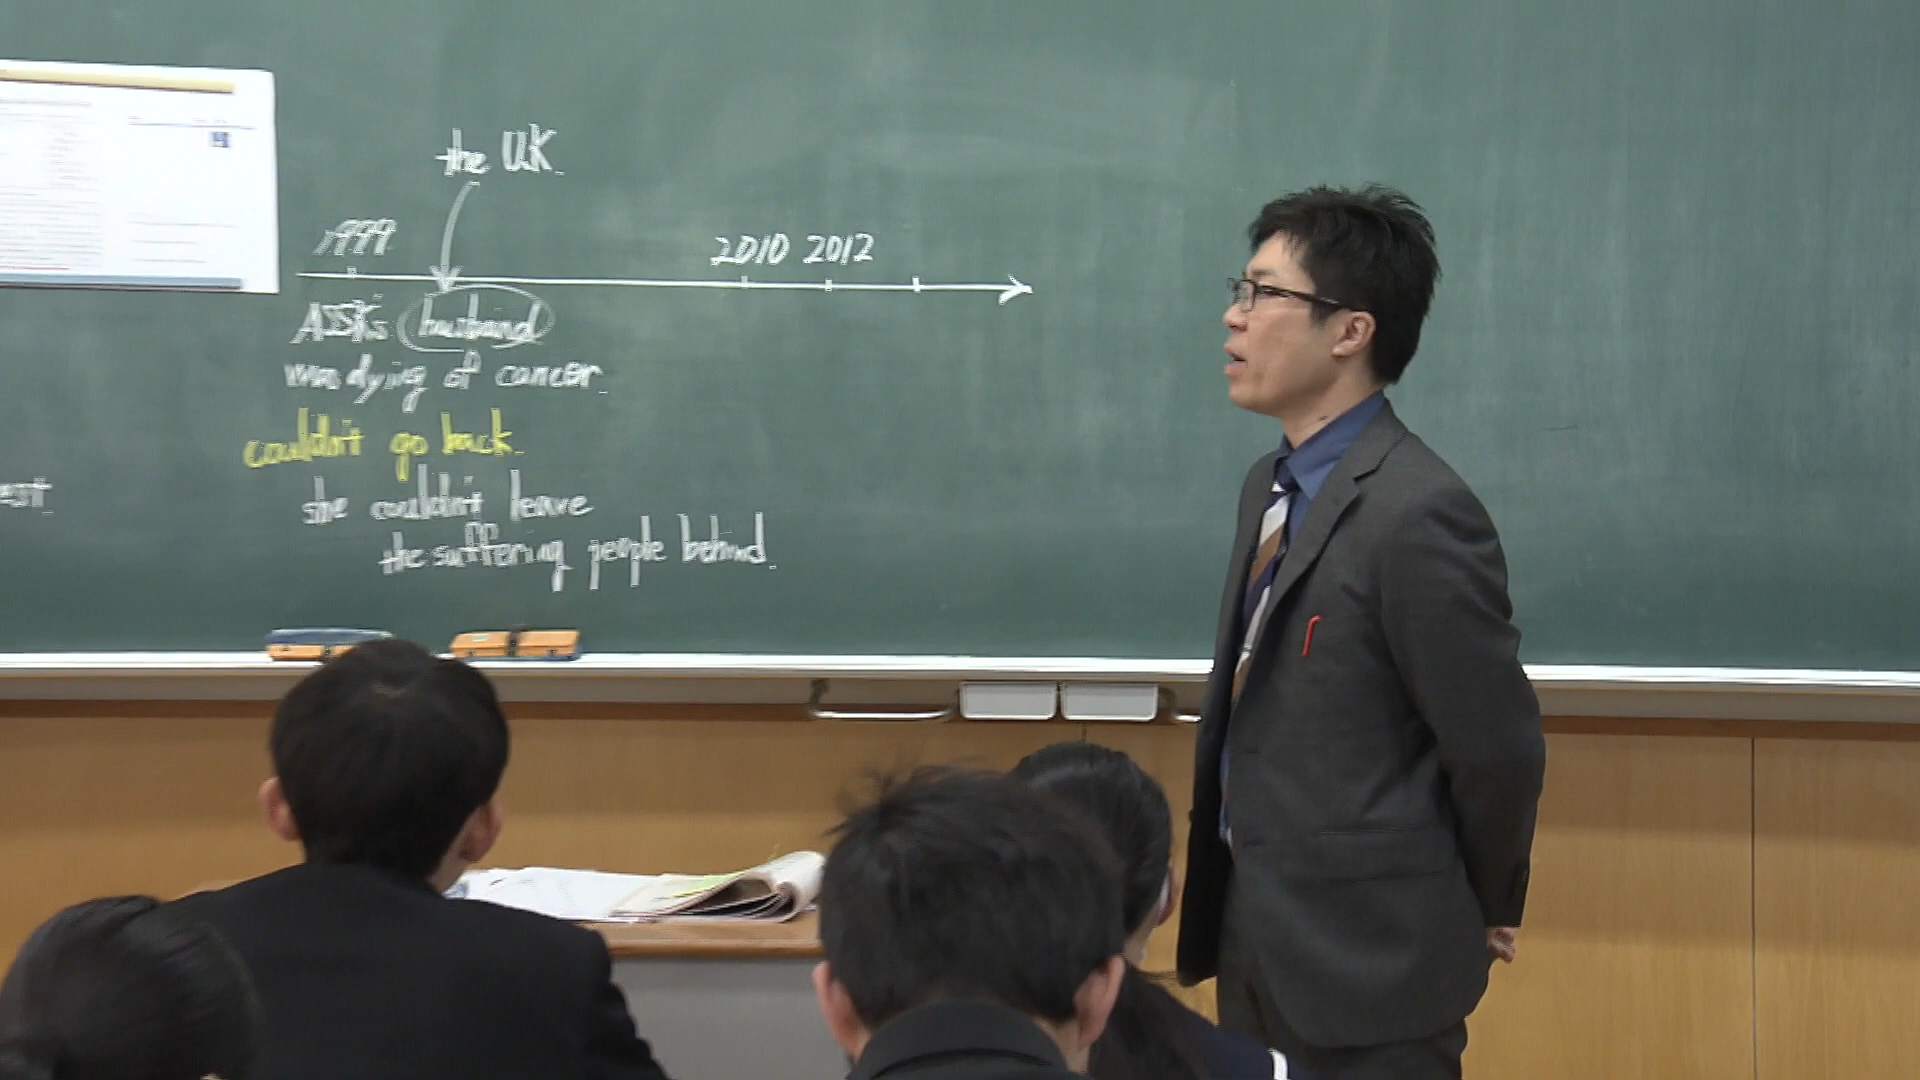 the UK.
1999
2010 2012
ASSK's husband
was dying of cancer.
couldn't go back.
she couldn't leave
the suffering people behind.